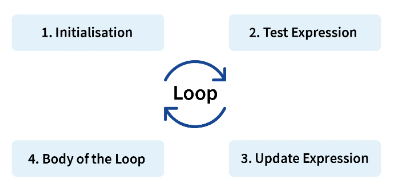 1. Initialisation
2. Test Expression
Loop
4. Body of the Loop
3. Update Expression